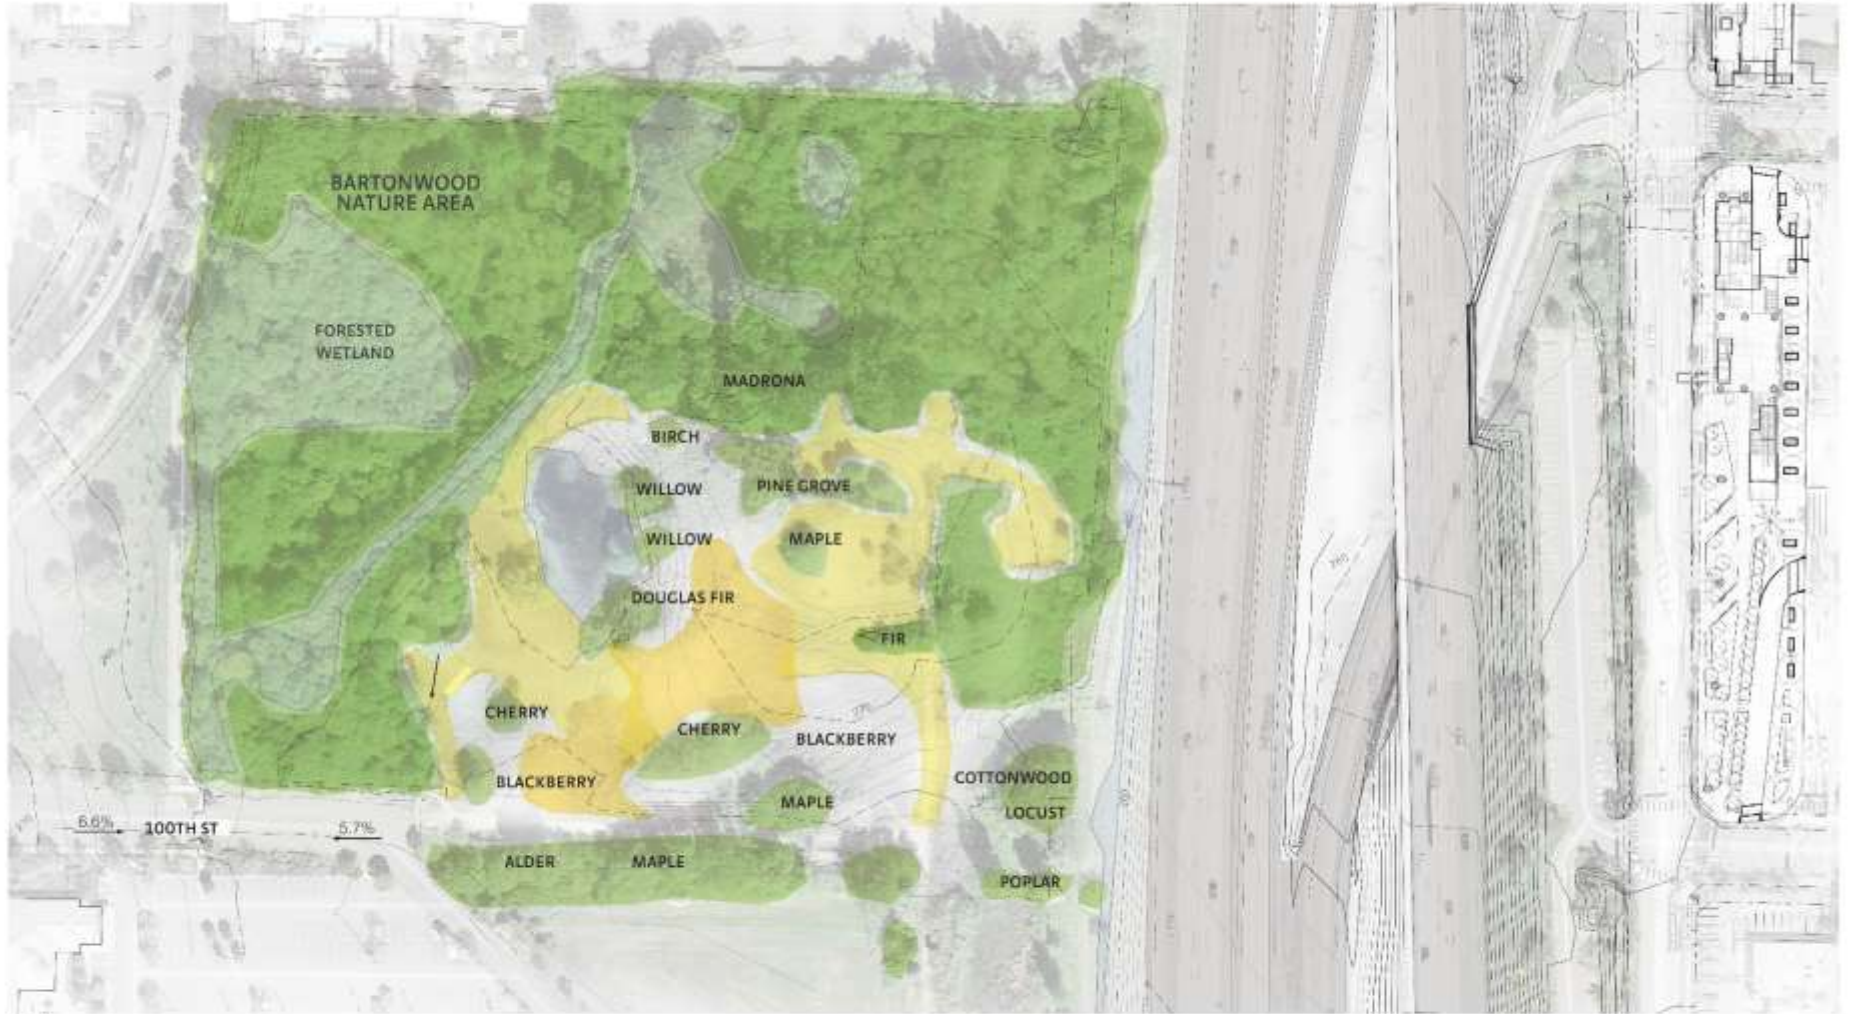 BARTONWOOD
NATURE AREA
FORESTED
WETLAND
MADRONA
BIRCH
WILLOW
PINE GROVE
WILLOW
MAPLE
DOUGLAS FIR
FIR
CHERRY
CHERRY
BLACKBERRY
BLACKBERRY
COTTONWOOD
MAPLE
LOCUST
6.6%
100TH ST
5.7%
ALDER
MAPLE
POPLAR